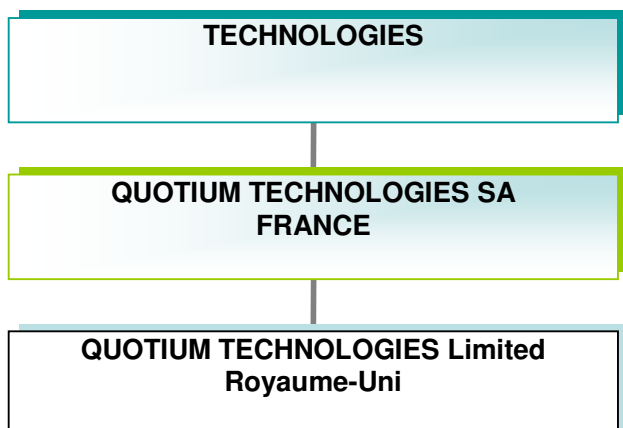 TECHNOLOGIES
QUOTIUM TECHNOLOGIES SA
FRANCE
QUOTIUM TECHNOLOGIES Limited
Royaume-Uni